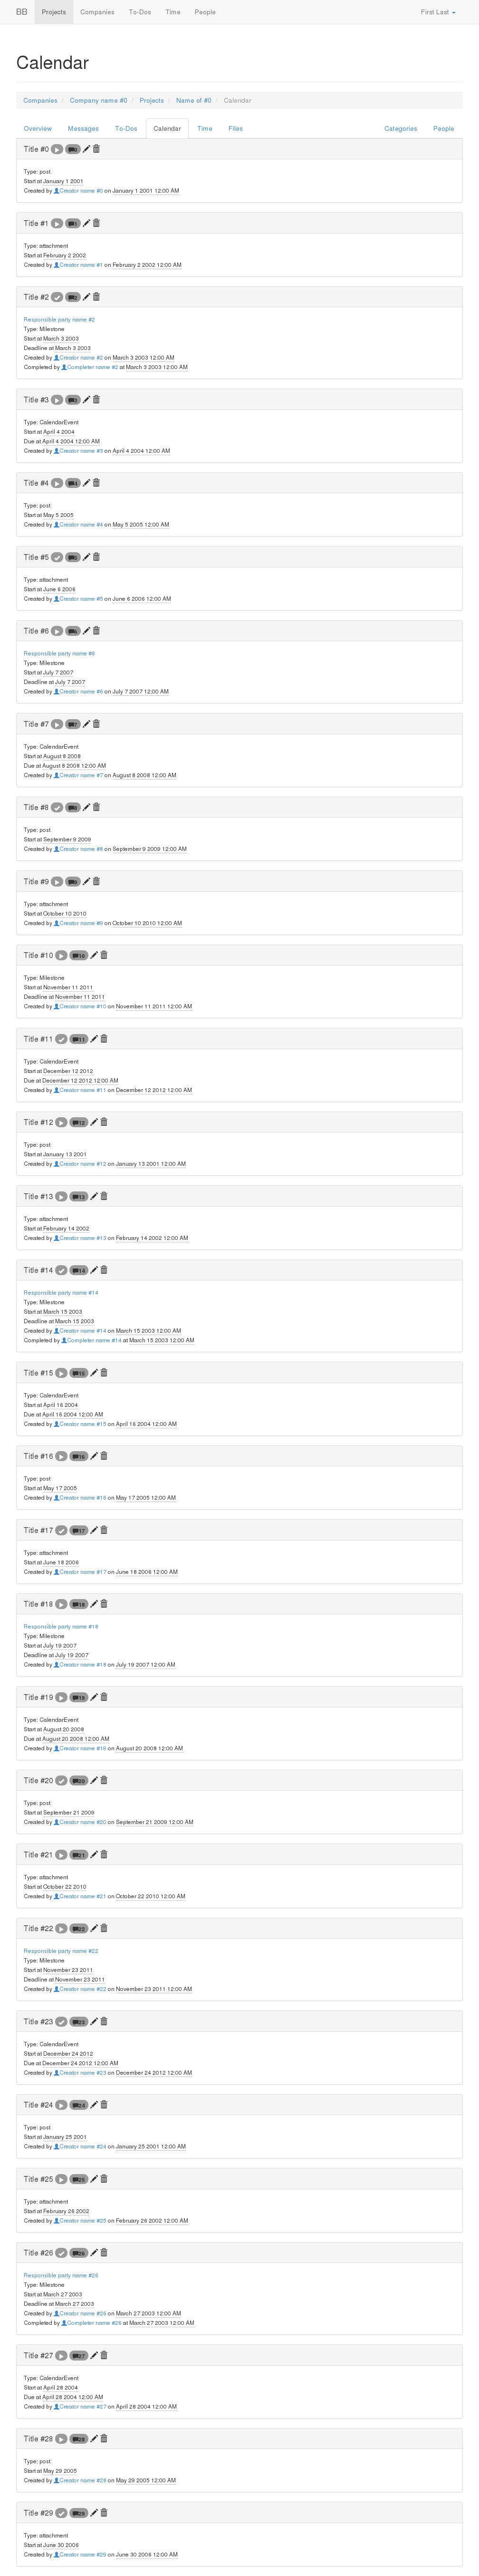 BB Projects Companies To-Dos Time People First Last
Calendar
Companies / Company name #0 / Projects / Name of #0 / Calendar
Overview Messages To-Dos Calendar Time Files Categories People
Title #0 0
Type: post
Start at January 1 2001
Created by Creator name #0 on January 1 2001 12:00 AM
Title #1 1
Type: attachment
Start at February 2 2002
Created by Creator name #1 on February 2 2002 12:00 AM
Title #2 2
Responsible party name #2
Type: Milestone
Start at March 3 2003
Deadline at March 3 2003
Created by Creator name #2 on March 3 2003 12:00 AM
Completed by Completer name #2 at March 3 2003 12:00 AM
Title #3 3
Type: CalendarEvent
Start at April 4 2004
Due at April 4 2004 12:00 AM
Created by Creator name #3 on April 4 2004 12:00 AM
Title #4 4
Type: post
Start at May 5 2005
Created by Creator name #4 on May 5 2005 12:00 AM
Title #5 5
Type: attachment
Start at June 6 2006
Created by Creator name #5 on June 6 2006 12:00 AM
Title #6 6
Responsible party name #6
Type: Milestone
Start at July 7 2007
Deadline at July 7 2007
Created by Creator name #6 on July 7 2007 12:00 AM
Title #7 7
Type: CalendarEvent
Start at August 8 2008
Due at August 8 2008 12:00 AM
Created by Creator name #7 on August 8 2008 12:00 AM
Title #8 8
Type: post
Start at September 9 2009
Created by Creator name #8 on September 9 2009 12:00 AM
Title #9 9
Type: attachment
Start at October 10 2010
Created by Creator name #9 on October 10 2010 12:00 AM
Title #10 10
Type: Milestone
Start at November 11 2011
Deadline at November 11 2011
Created by Creator name #10 on November 11 2011 12:00 AM
Title #11 11
Type: CalendarEvent
Start at December 12 2012
Due at December 12 2012 12:00 AM
Created by Creator name #11 on December 12 2012 12:00 AM
Title #12 12
Type: post
Start at January 13 2001
Created by Creator name #12 on January 13 2001 12:00 AM
Title #13 13
Type: attachment
Start at February 14 2002
Created by Creator name #13 on February 14 2002 12:00 AM
Title #14 14
Responsible party name #14
Type: Milestone
Start at March 15 2003
Deadline at March 15 2003
Created by Creator name #14 on March 15 2003 12:00 AM
Completed by Completer name #14 at March 15 2003 12:00 AM
Title #15 15
Type: CalendarEvent
Start at April 16 2004
Due at April 16 2004 12:00 AM
Created by Creator name #15 on April 16 2004 12:00 AM
Title #16 16
Type: post
Start at May 17 2005
Created by Creator name #16 on May 17 2005 12:00 AM
Title #17 17
Type: attachment
Start at June 18 2006
Created by Creator name #17 on June 18 2006 12:00 AM
Title #18 18
Responsible party name #18
Type: Milestone
Start at July 19 2007
Deadline at July 19 2007
Created by Creator name #18 on July 19 2007 12:00 AM
Title #19 19
Type: CalendarEvent
Start at August 20 2008
Due at August 20 2008 12:00 AM
Created by Creator name #19 on August 20 2008 12:00 AM
Title #20 20
Type: post
Start at September 21 2009
Created by Creator name #20 on September 21 2009 12:00 AM
Title #21 21
Type: attachment
Start at October 22 2010
Created by Creator name #21 on October 22 2010 12:00 AM
Title #22 22
Responsible party name #22
Type: Milestone
Start at November 23 2011
Deadline at November 23 2011
Created by Creator name #22 on November 23 2011 12:00 AM
Title #23 23
Type: CalendarEvent
Start at December 24 2012
Due at December 24 2012 12:00 AM
Created by Creator name #23 on December 24 2012 12:00 AM
Title #24 24
Type: post
Start at January 25 2001
Created by Creator name #24 on January 25 2001 12:00 AM
Title #25 25
Type: attachment
Start at February 26 2002
Created by Creator name #25 on February 26 2002 12:00 AM
Title #26 26
Responsible party name #26
Type: Milestone
Start at March 27 2003
Deadline at March 27 2003
Created by Creator name #26 on March 27 2003 12:00 AM
Completed by Completer name #26 at March 27 2003 12:00 AM
Title #27 27
Type: CalendarEvent
Start at April 28 2004
Due at April 28 2004 12:00 AM
Created by Creator name #27 on April 28 2004 12:00 AM
Title #28 28
Type: post
Start at May 29 2005
Created by Creator name #28 on May 29 2005 12:00 AM
Title #29 29
Type: attachment
Start at June 30 2006
Created by Creator name #29 on June 30 2006 12:00 AM